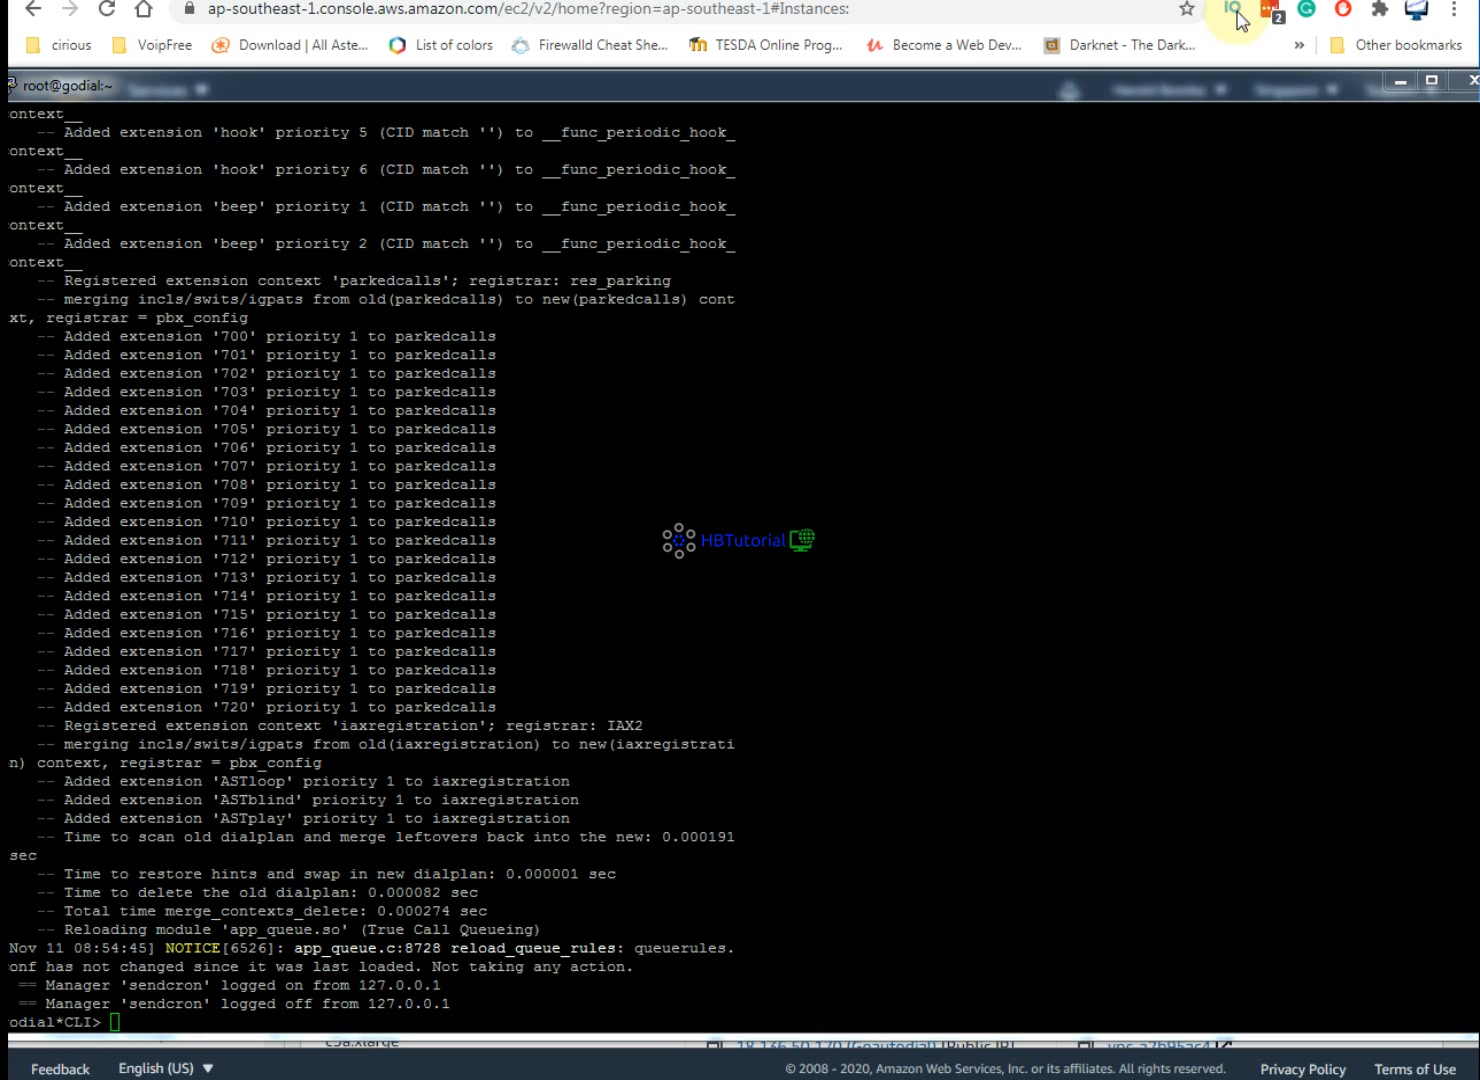 ap-southeast-1.console.aws.amazon.com/ec2/v2/home?region=ap-southeast-1#Instances:
IQ
2
cirious VoipFree Download | All Aste... List of colors Firewalld Cheat She... TESDA Online Prog... Become a Web Dev... Darknet - The Dark... » Other bookmarks
root@godial:~
ontext__
-- Added extension 'hook' priority 5 (CID match '') to __func_periodic_hook_
ontext__
-- Added extension 'hook' priority 6 (CID match '') to __func_periodic_hook_
ontext__
-- Added extension 'beep' priority 1 (CID match '') to __func_periodic_hook_
ontext__
-- Added extension 'beep' priority 2 (CID match '') to __func_periodic_hook_
ontext__
-- Registered extension context 'parkedcalls'; registrar: res_parking
-- merging incls/swits/igpats from old(parkedcalls) to new(parkedcalls) cont
xt, registrar = pbx_config
-- Added extension '700' priority 1 to parkedcalls
-- Added extension '701' priority 1 to parkedcalls
-- Added extension '702' priority 1 to parkedcalls
-- Added extension '703' priority 1 to parkedcalls
-- Added extension '704' priority 1 to parkedcalls
-- Added extension '705' priority 1 to parkedcalls
-- Added extension '706' priority 1 to parkedcalls
-- Added extension '707' priority 1 to parkedcalls
-- Added extension '708' priority 1 to parkedcalls
-- Added extension '709' priority 1 to parkedcalls
-- Added extension '710' priority 1 to parkedcalls
-- Added extension '711' priority 1 to parkedcalls
HBTutorial
-- Added extension '712' priority 1 to parkedcalls
-- Added extension '713' priority 1 to parkedcalls
-- Added extension '714' priority 1 to parkedcalls
-- Added extension '715' priority 1 to parkedcalls
-- Added extension '716' priority 1 to parkedcalls
-- Added extension '717' priority 1 to parkedcalls
-- Added extension '718' priority 1 to parkedcalls
-- Added extension '719' priority 1 to parkedcalls
-- Added extension '720' priority 1 to parkedcalls
-- Registered extension context 'iaxregistration'; registrar: IAX2
-- merging incls/swits/igpats from old(iaxregistration) to new(iaxregistrati
n) context, registrar = pbx_config
-- Added extension 'ASTloop' priority 1 to iaxregistration
-- Added extension 'ASTblind' priority 1 to iaxregistration
-- Added extension 'ASTplay' priority 1 to iaxregistration
-- Time to scan old dialplan and merge leftovers back into the new: 0.000191
sec
-- Time to restore hints and swap in new dialplan: 0.000001 sec
-- Time to delete the old dialplan: 0.000082 sec
-- Total time merge_contexts_delete: 0.000274 sec
-- Reloading module 'app_queue.so' (True Call Queueing)
Nov 11 08:54:45] NOTICE[6526]: app_queue.c:8728 reload_queue_rules: queuerules.
onf has not changed since it was last loaded. Not taking any action.
== Manager 'sendcron' logged on from 127.0.0.1
== Manager 'sendcron' logged off from 127.0.0.1
odial*CLI>
c5a.xlarge 18.136.50.170 (Goautodial) (Public IP) vpc-a2b95ac4
Feedback English (US) © 2008 - 2020, Amazon Web Services, Inc. or its affiliates. All rights reserved. Privacy Policy Terms of Use